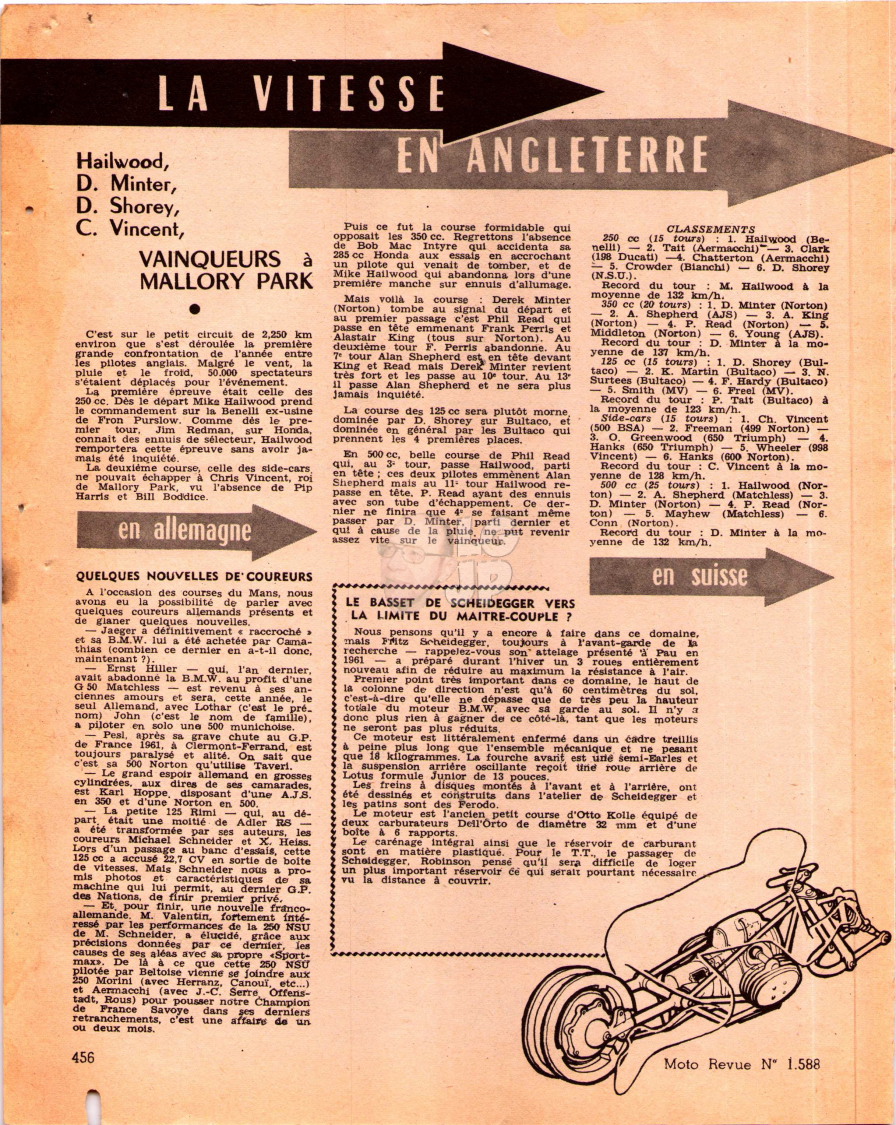 LA VITESSE
EN ANGLETERRE
Hailwood,
D. Minter,
D. Shorey,
C. Vincent,
VAINQUEURS à
MALLORY PARK
C'est sur le petit circuit de 2,250 km
environ que s'est déroulée la première
grande confrontation de l'année entre
les pilotes anglais. Malgré le vent, la
pluie et le froid, 50.000 spectateurs
s'étaient déplacés pour l'événement.
La première épreuve était celle des
250 cc. Dès le départ Mike Hailwood prend
le commandement sur la Benelli ex-usine
de Fron Purslow. Comme dès le pre-
mier tour, Jim Redman, sur Honda,
connait des ennuis de sélecteur, Hailwood
remportera cette épreuve sans avoir ja-
mais été inquiété.
La deuxième course, celle des side-cars
ne pouvait échapper à Chris Vincent, roi
de Mallory Park, vu l'absence de Pip
Harris et Bill Boddice.
Puis ce fut la course formidable qui
opposait les 350 cc. Regrettons l'absence
de Bob Mac Intyre qui accidenta sa
285 cc Honda aux essais en accrochant
un pilote qui venait de tomber, et de
Mike Hailwood qui abandonna lors d'une
première manche sur ennuis d'allumage.
Mais voilà la course : Derek Minter
(Norton) tombe au signal du départ et
au premier passage c'est Phil Read qui
passe en tête emmenant Frank Perris et
Alastair King (tous sur Norton). Au
deuxième tour F. Perris abandonne. Au
7e tour Alan Shepherd est en tête devant
King et Read mais Derek Minter revient
très fort et les passe au 10e tour. Au 13e
il passe Alan Shepherd et ne sera plus
jamais inquiété.
La course des 125 cc sera plutôt morne,
dominée par D. Shorey sur Bultaco, et
dominée en général par les Bultaco qui
prennent les 4 premières places.
En 500 cc, belle course de Phil Read
qui, au 3e tour, passe Hailwood, parti
en tête ; ces deux pilotes emmènent Alan
Shepherd mais au 11e tour Hailwood re-
passe en tête. P. Read ayant des ennuis
avec son tube d'échappement. Ce der-
nier ne finira que 4e se faisant même
passer par D. Minter, parti dernier et
qui à cause de la pluie, ne put revenir
assez vite sur le vainqueur.
CLASSEMENTS
250 cc (15 tours) : 1. Hailwood (Be-
nelli) — 2. Tait (Aermacchi) — 3. Clark
(198 Ducati) —4. Chatterton (Aermacchi)
— 5. Crowder (Bianchi) — 6. D. Shorey
(N.S.U.).
Record du tour : M. Hailwood à la
moyenne de 132 km/h.
350 cc (20 tours) : 1. D. Minter (Norton)
— 2. A. Shepherd (AJS) — 3. A. King
(Norton) — 4. P. Read (Norton) — 5.
Middleton (Norton) — 6. Young (AJS).
Record du tour : D. Minter à la mo-
yenne de 137 km/h.
125 cc (15 tours) : 1. D. Shorey (Bul-
taco) — 2. K. Martin (Bultaco) — 3. N.
Surtees (Bultaco) — 4. F. Hardy (Bultaco)
— 5. Smith (MV) — 6. Freel (MV).
Record du tour : P. Tait (Bultaco) à
la moyenne de 123 km/h.
Side-cars (15 tours) : 1. Ch. Vincent
(500 BSA) — 2. Freeman (499 Norton) —
3. O. Greenwood (650 Triumph) — 4.
Hanks (650 Triumph) — 5. Wheeler (998
Vincent) — 6. Hanks (600 Norton).
Record du tour : C. Vincent à la mo-
yenne de 128 km/h.
500 cc (25 tours) : 1. Hailwood (Nor-
ton) — 2. A. Shepherd (Matchless) — 3.
D. Minter (Norton) — 4. P. Read (Nor-
ton) — 5. Mayhew (Matchless) — 6.
Conn (Norton).
Record du tour : D. Minter à la mo-
yenne de 132 km/h.
en allemagne
QUELQUES NOUVELLES DE COUREURS
A l'occasion des courses du Mans, nous
avons eu la possibilité de parler avec
quelques coureurs allemands présents et
de glaner quelques nouvelles.
— Jaeger a définitivement « raccroché »
et sa B.M.W. lui a été achetée par Cama-
thias (combien ce dernier en a-t-il donc,
maintenant ?).
— Ernst Hiller — qui, l'an dernier,
avait abadonné la B.M.W. au profit d'une
G 50 Matchless — est revenu à ses an-
ciennes amours et sera, cette année, le
seul Allemand, avec Lothar (c'est le pré-
nom) John (c'est le nom de famille),
a piloter en solo une 500 munichoise.
— Pesl, après sa grave chute au G.P.
de France 1961, à Clermont-Ferrand, est
toujours paralysé et alité. On sait que
c'est sa 500 Norton qu'utilise Taveri.
— Le grand espoir allemand en grosses
cylindrées, aux dires de ses camarades,
est Karl Hoppe, disposant d'une A.J.S.
en 350 et d'une Norton en 500.
— La petite 125 Rimi — qui, au dé-
part était une moitié de Adler RS —
a été transformée par ses auteurs, les
coureurs Michael Schneider et X. Heiss.
Lors d'un passage au banc d'essais, cette
125 cc a accusé 22,7 CV en sortie de boîte
de vitesses. Mais Schneider nous a pro-
mis photos et caractéristiques de sa
machine qui lui permit, au dernier G.P.
des Nations, de finir premier privé.
— Et, pour finir, une nouvelle franco-
allemande. M. Valentin, fortement inté-
ressé par les performances de la 250 NSU
de M. Schneider, a élucidé, grâce aux
précisions données par ce dernier, les
causes de ses aléas avec sa propre «Sport-
max». De là à ce que cette 250 NSU
pilotée par Beltoise vienne se joindre aux
250 Morini (avec Herranz, Canoui, etc...)
et Aermacchi (avec J.-C. Serre, Offens-
tadt, Rous) pour pousser notre Champion
de France Savoye dans ses derniers
retranchements, c'est une affaire de un
ou deux mois.
en suisse
LE BASSET DE SCHEIDEGGER VERS
LA LIMITE DU MAITRE-COUPLE ?
Nous pensons qu'il y a encore à faire dans ce domaine,
mais Fritz Scheidegger, toujours à l'avant-garde de la
recherche — rappelez-vous son attelage présenté à Pau en
1961 — a préparé durant l'hiver un 3 roues entièrement
nouveau afin de réduire au maximum la résistance à l'air.
Premier point très important dans ce domaine, le haut de
la colonne de direction n'est qu'à 60 centimètres du sol,
c'est-à-dire qu'elle ne dépasse que de très peu la hauteur
totale du moteur B.M.W. avec sa garde au sol. Il n'y a
donc plus rien à gagner de ce côté-là, tant que les moteurs
ne seront pas plus réduits.
Ce moteur est littéralement enfermé dans un cadre treillis
à peine plus long que l'ensemble mécanique et ne pesant
que 18 kilogrammes. La fourche avant est une semi-Earles et
la suspension arrière oscillante reçoit une roue arrière de
Lotus formule Junior de 13 pouces.
Les freins à disques montés à l'avant et à l'arrière, ont
été dessinés et construits dans l'atelier de Scheidegger et
les patins sont des Ferodo.
Le moteur est l'ancien petit course d'Otto Kolle équipé de
deux carburateurs Dell'Orto de diamètre 32 mm et d'une
boîte à 6 rapports.
Le carénage intégral ainsi que le réservoir de carburant
sont en matière plastique. Pour le T.T., le passager de
Scheidegger, Robinson pense qu'il sera difficile de loger
un plus important réservoir ce qui serait pourtant nécessaire
vu la distance à couvrir.
456
Moto Revue N° 1.588